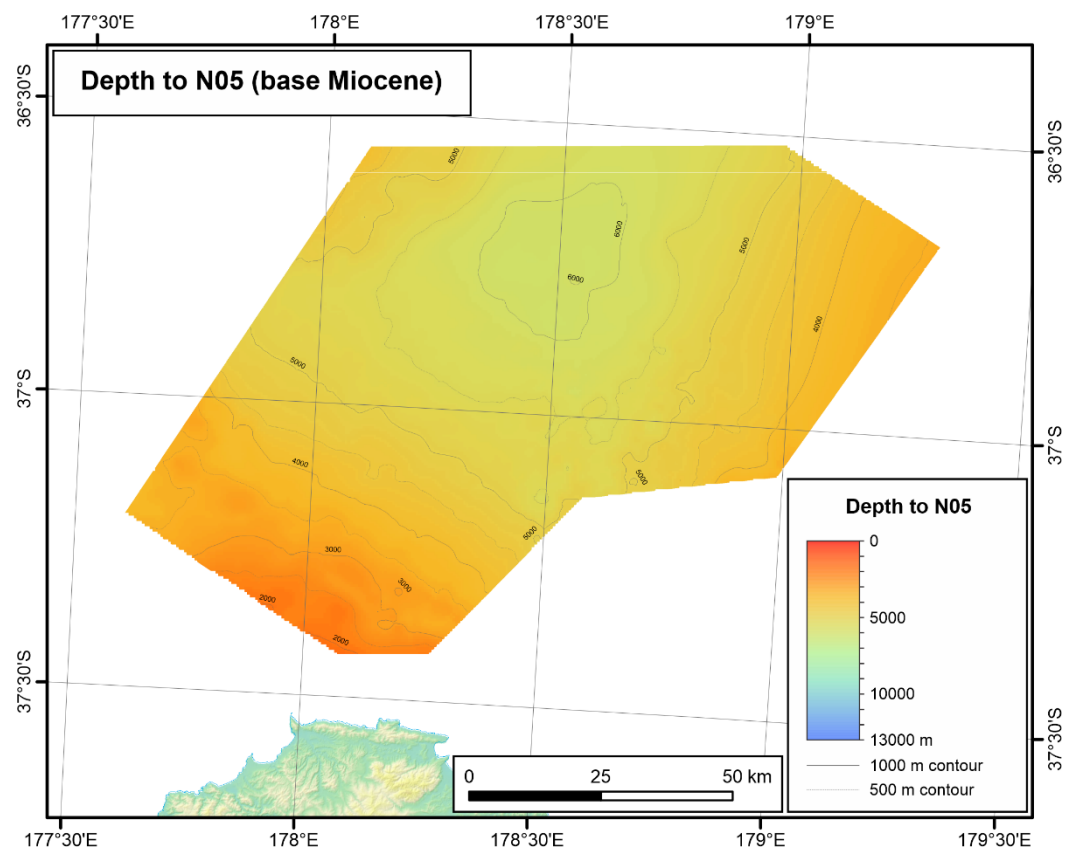 177°30'E 178°E 178°30'E 179°E
Depth to N05 (base Miocene)
36°30'S
36°30'S
5000
6000
5000
6000
4000
5000
37°S
37°S
4000
5000
5000
3000
3000
2000
2000
37°30'S
37°30'S
Depth to N05
0
5000
10000
13000 m
1000 m contour
500 m contour
0 25 50 km
177°30'E 178°E 178°30'E 179°E 179°30'E